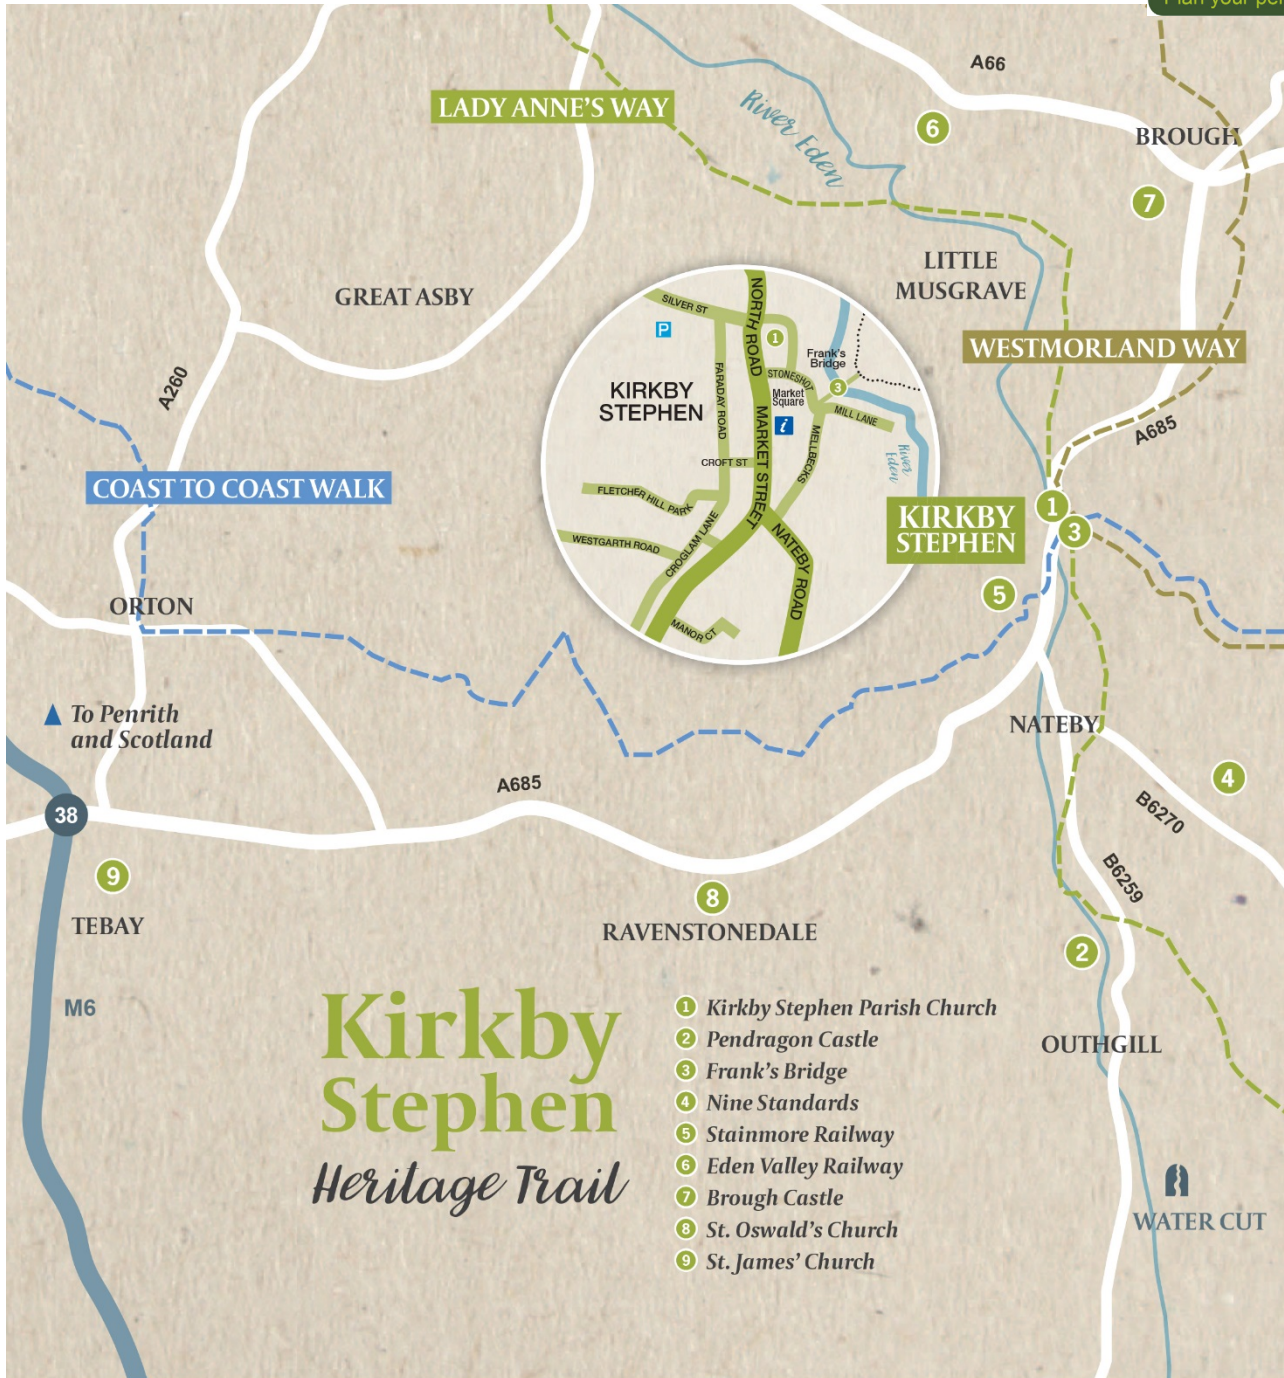 Plan your per
A66
LADY ANNE'S WAY
River Eden
6
BROUGH
7
LITTLE
MUSGRAVE
GREAT ASBY
WESTMORLAND WAY
A260
A685
COAST TO COAST WALK
SILVER ST
NORTH ROAD
P
1
Frank's
Bridge
KIRKBY
STEPHEN
FARADAY ROAD
STONESHOT
3
Market
Square
MILL LANE
i
MARKET STREET
MELLBECKS
CROFT ST
River
Eden
FLETCHER HILL PARK
WESTGARTH ROAD
CROGLAM LANE
NATEBY ROAD
MANOR CT
KIRKBY
STEPHEN
1
3
5
ORTON
To Penrith
and Scotland
NATEBY
A685
4
B6270
38
B6259
9
TEBAY
8
RAVENSTONEDALE
2
M6
OUTHGILL
WATER CUT
Kirkby
Stephen
Heritage Trail
1 Kirkby Stephen Parish Church
2 Pendragon Castle
3 Frank's Bridge
4 Nine Standards
5 Stainmore Railway
6 Eden Valley Railway
7 Brough Castle
8 St. Oswald's Church
9 St. James' Church